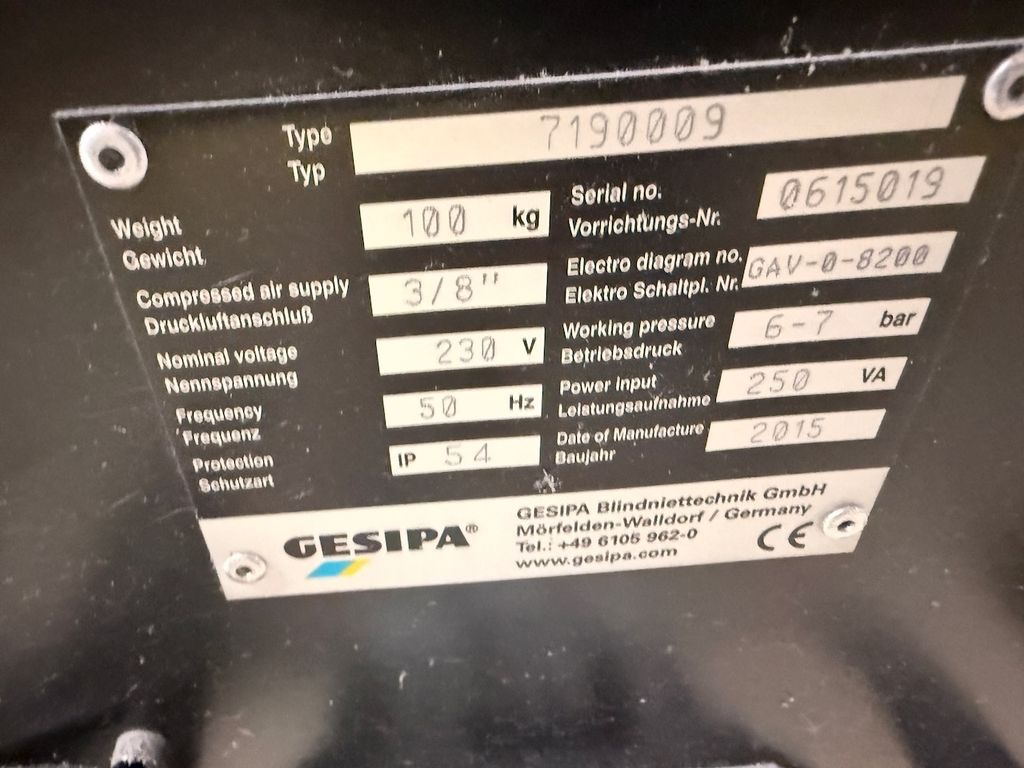 Type 7190009
Typ
Weight 100 kg
Gewicht
Serial no. 0615019
Vorrichtungs-Nr.
Compressed air supply 3/8"
Druckluftanschluß
Electro diagram no. GAV-0-8200
Elektro Schaltpl. Nr.
Nominal voltage 230 V
Nennspannung
Working pressure 6-7 bar
Betriebsdruck
Frequency 50 Hz
Frequenz
Power input 250 VA
Leistungsaufnahme
Protection IP 54
Schutzart
Date of Manufacture 2015
Baujahr
GESIPA®
GESIPA Blindniettechnik GmbH
Mörfelden-Walldorf / Germany
Tel.: +49 6105 962-0
www.gesipa.com
CE